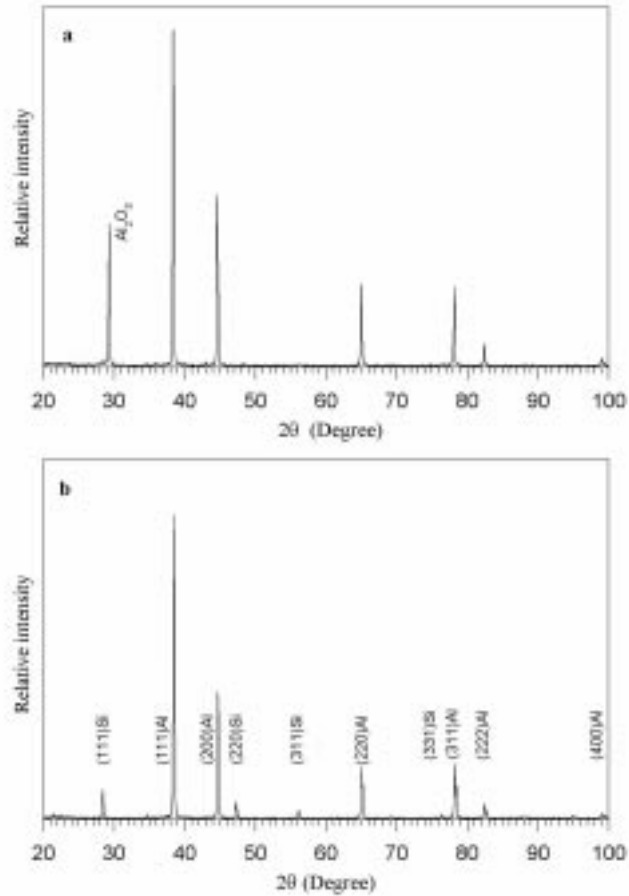 a
Relative intensity
Al₂O₃
20 30 40 50 60 70 80 90 100
2θ (Degree)
b
Relative intensity
(111)Si
(111)Al
(200)Al
(220)Si
(311)Si
(220)Al
(331)Si
(311)Al
(222)Al
(400)Al
20 30 40 50 60 70 80 90 100
2θ (Degree)